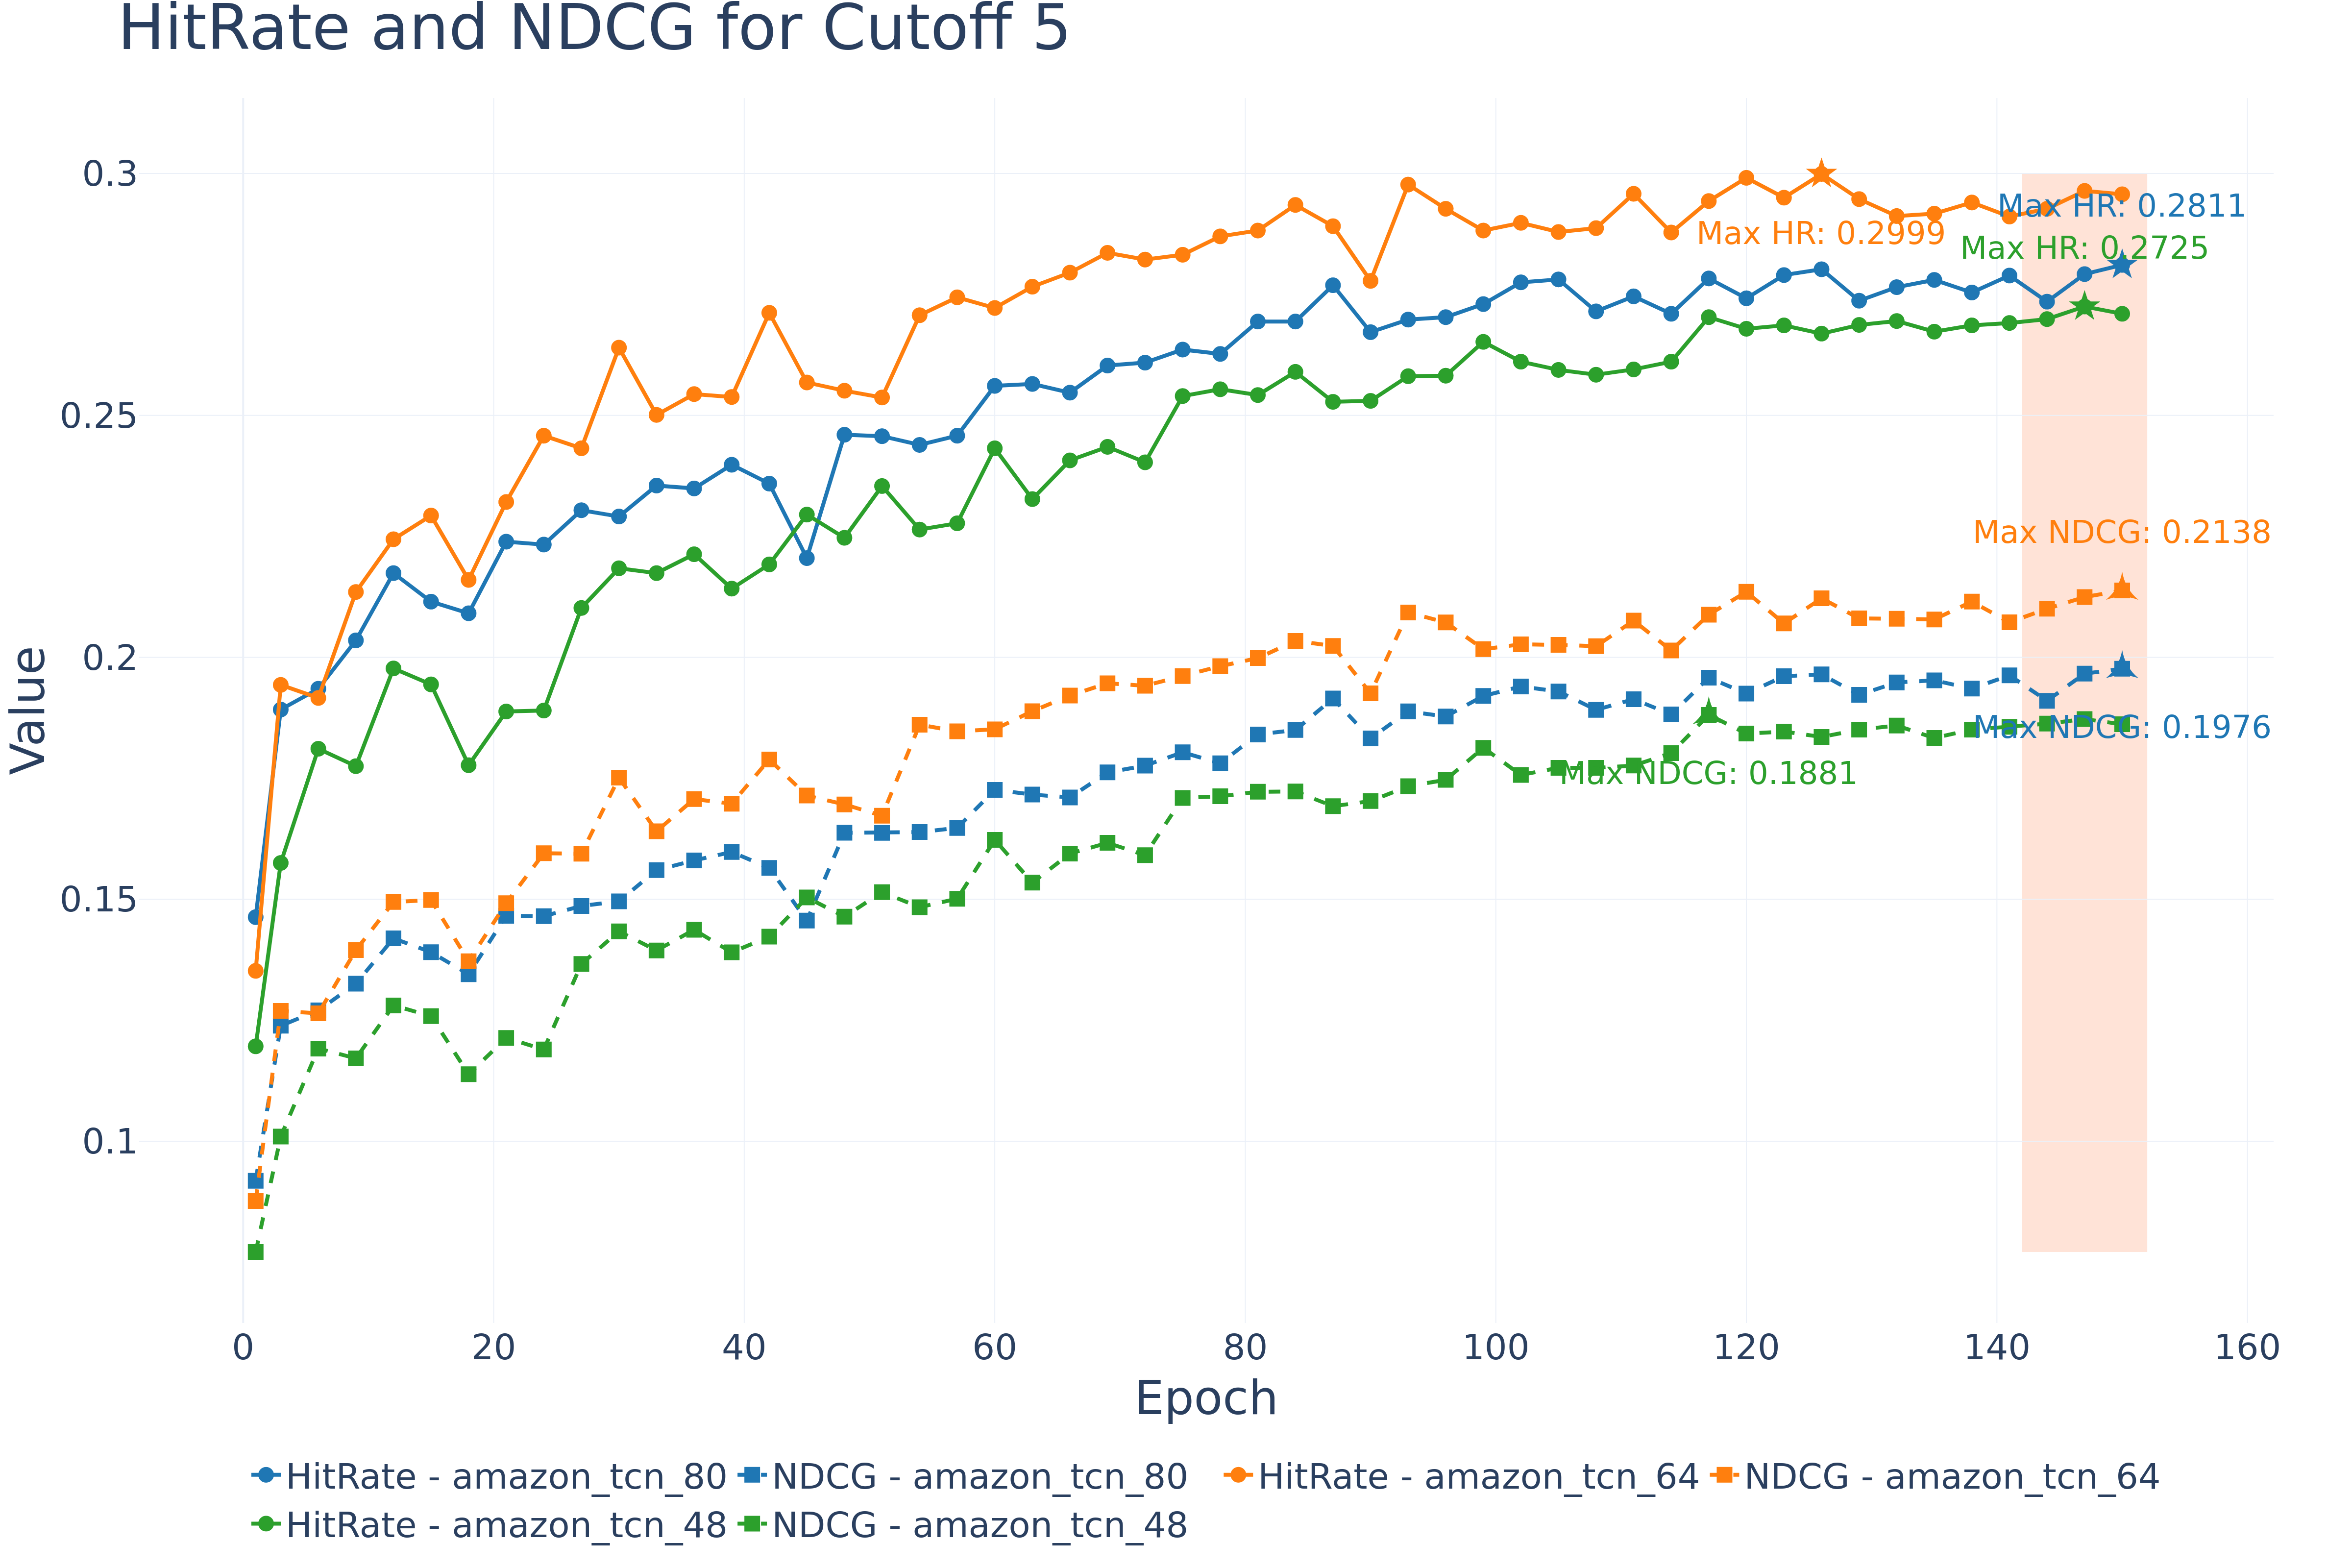 HitRate and NDCG for Cutoff 5
0.3
0.25
0.2
0.15
0.1
Value
Max HR: 0.2811
Max HR: 0.2999
Max HR: 0.2725
Max NDCG: 0.2138
Max NDCG: 0.1976
Max NDCG: 0.1881
0 20 40 60 80 100 120 140 160
Epoch
HitRate - amazon_tcn_80 NDCG - amazon_tcn_80 HitRate - amazon_tcn_64 NDCG - amazon_tcn_64
HitRate - amazon_tcn_48 NDCG - amazon_tcn_48